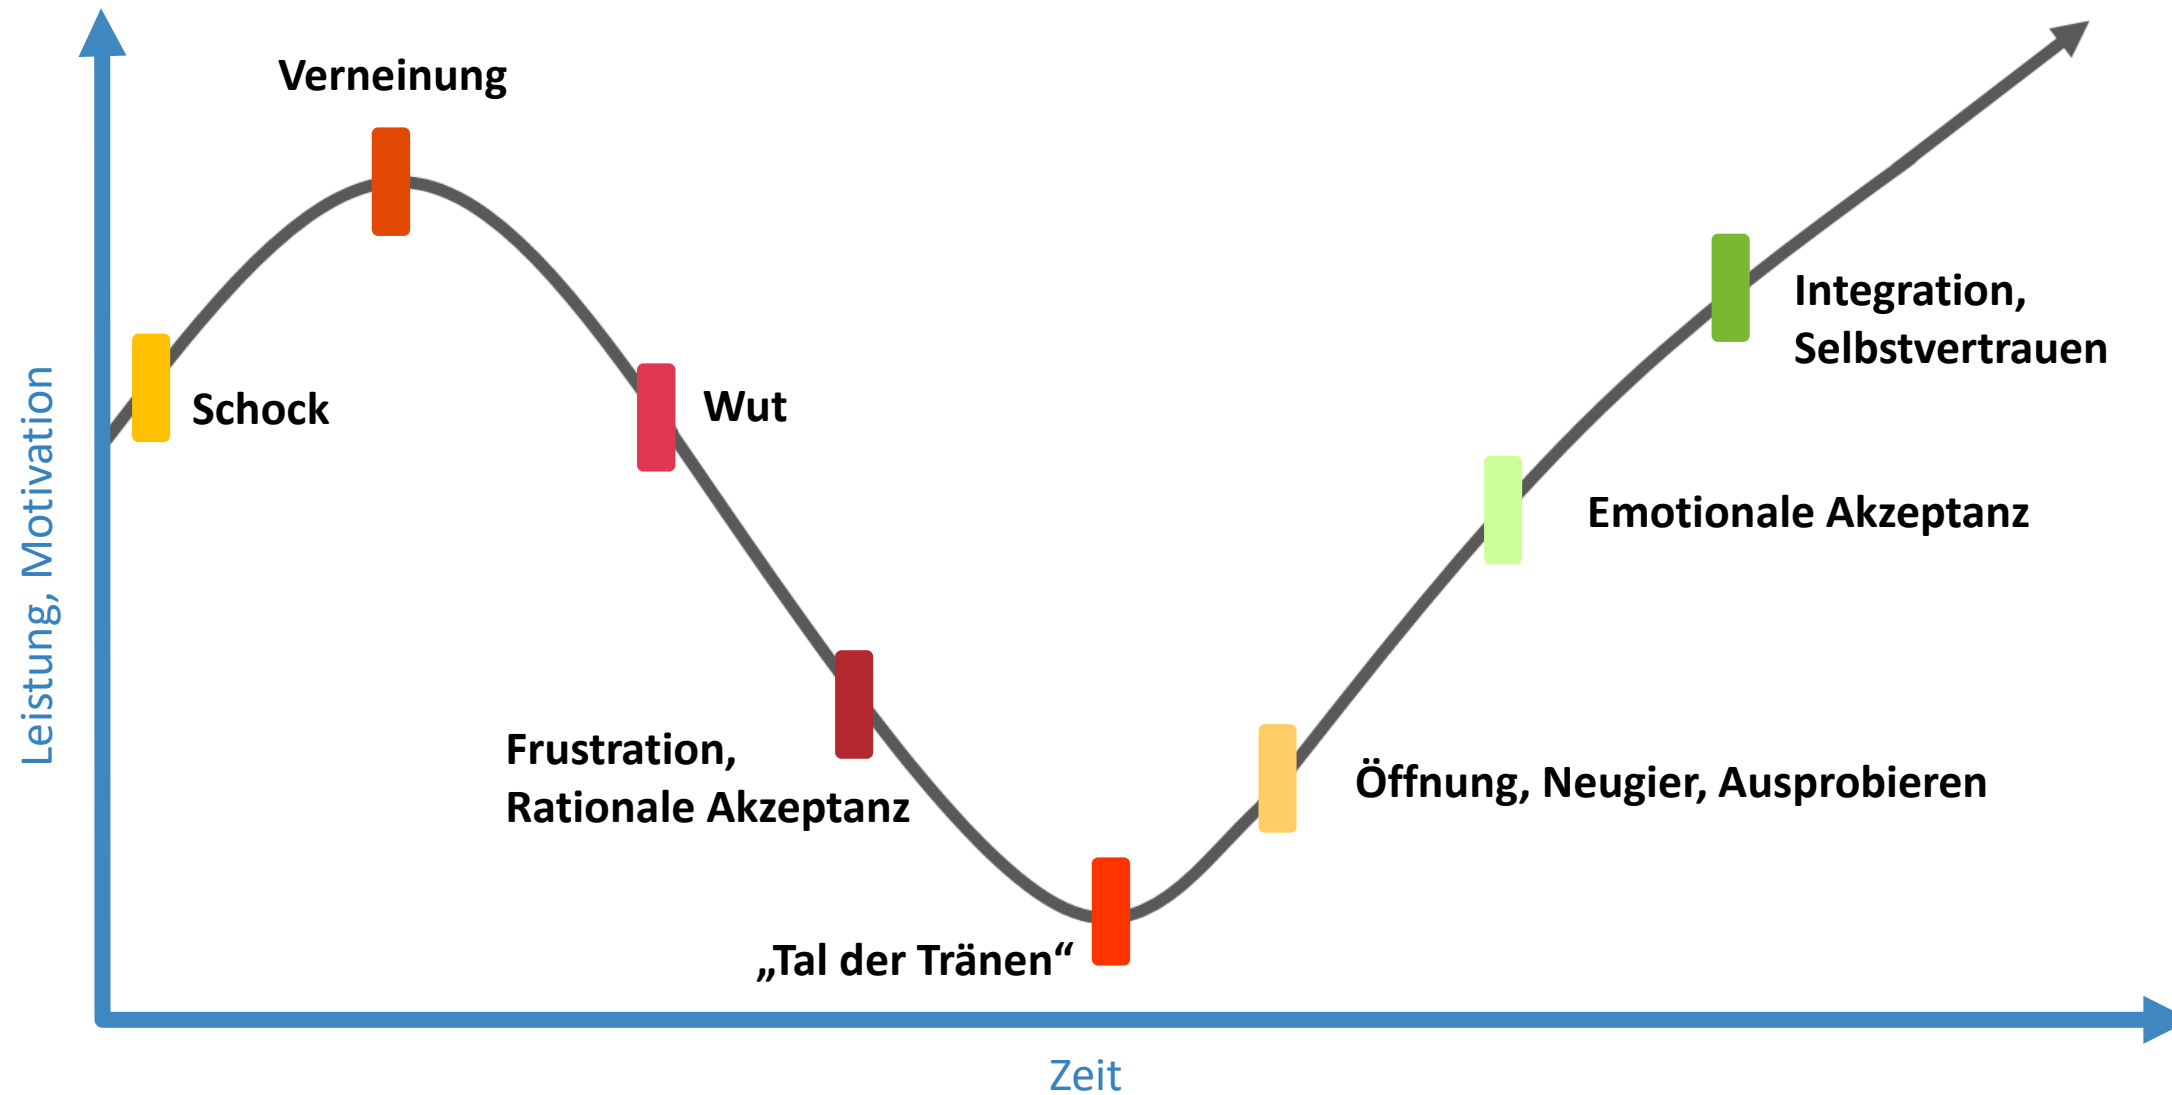 Verneinung
Schock
Wut
Integration,
Selbstvertrauen
Emotionale Akzeptanz
Frustration,
Rationale Akzeptanz
Öffnung, Neugier, Ausprobieren
„Tal der Tränen“
Leistung, Motivation
Zeit